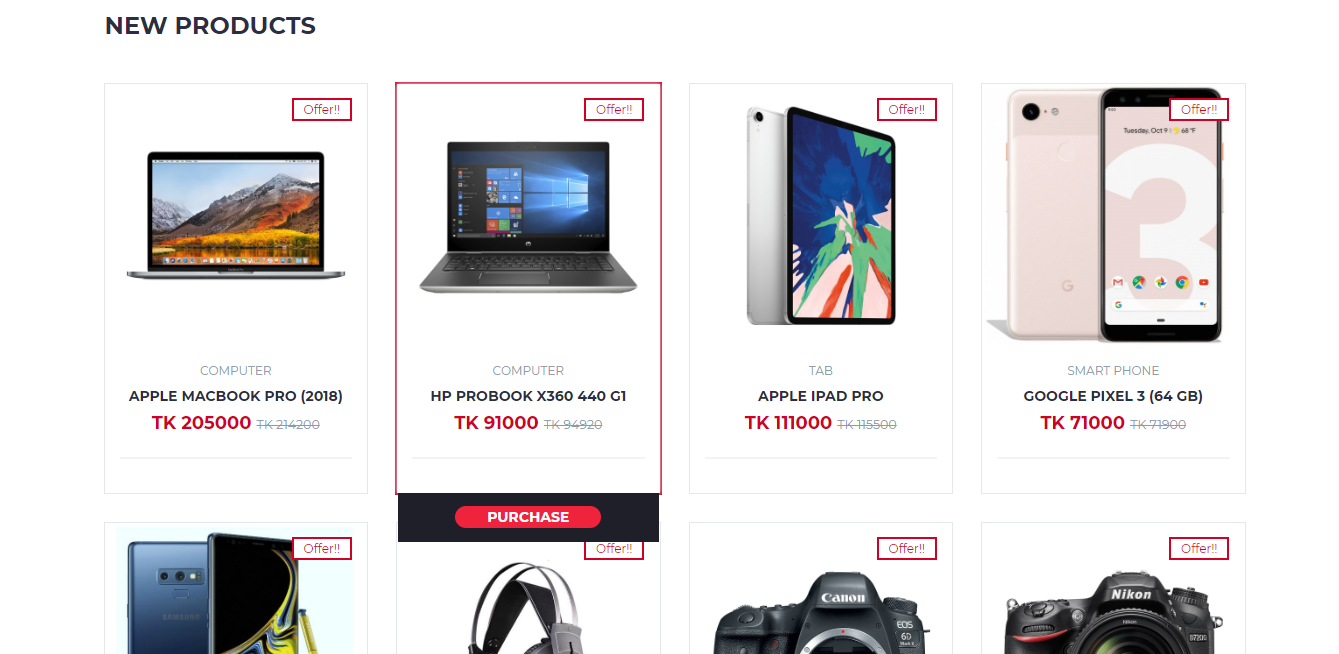 NEW PRODUCTS
Offer!!
Offer!!
Offer!!
Offer!!
Tuesday, Oct 9 | 68 °F
3
G
G
COMPUTER
COMPUTER
TAB
SMART PHONE
APPLE MACBOOK PRO (2018)
HP PROBOOK X360 440 G1
APPLE IPAD PRO
GOOGLE PIXEL 3 (64 GB)
TK 205000 TK 214200
TK 91000 TK 94920
TK 111000 TK 115500
TK 71000 TK 71900
PURCHASE
Offer!!
Offer!!
Offer!!
Offer!!
SAMSUNG
Canon
EOS
6D
Nikon
Nikon
D7200